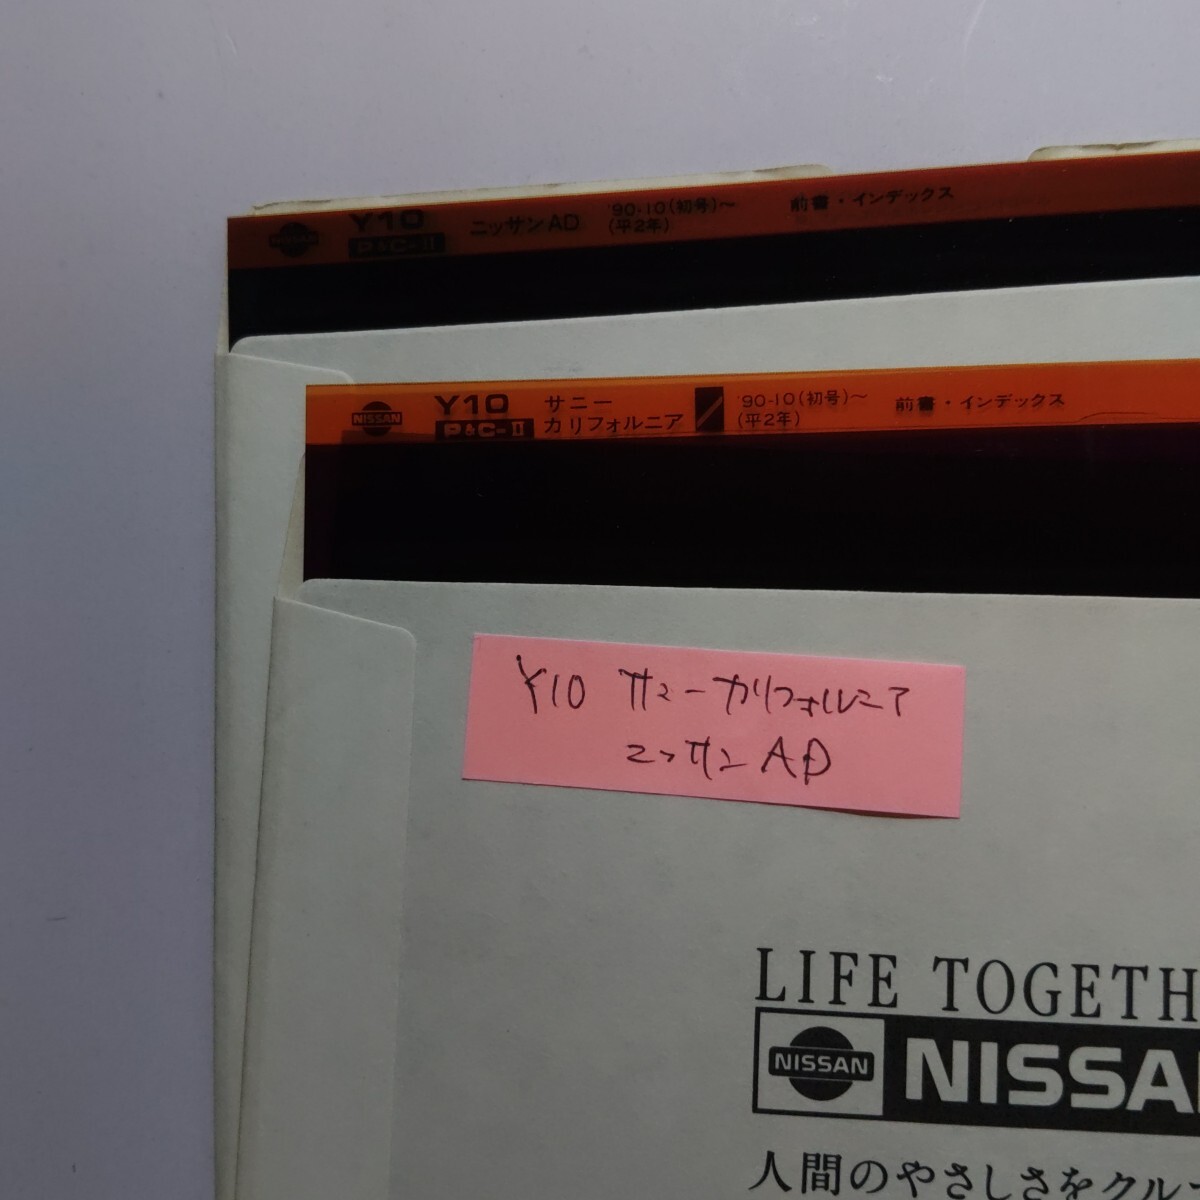 NISSAN
Y10
P&C-II
ニッサンAD
'90-10(初号)～
(平2年)
前書・インデックス
NISSAN
Y10
P&C-II
サニー
カリフォルニア
'90-10(初号)～
(平2年)
前書・インデックス
Y10 サニーカリフォルニア
ニッサンAD
LIFE TOGETH
NISSAN
NISSAN
人間のやさしさをクル